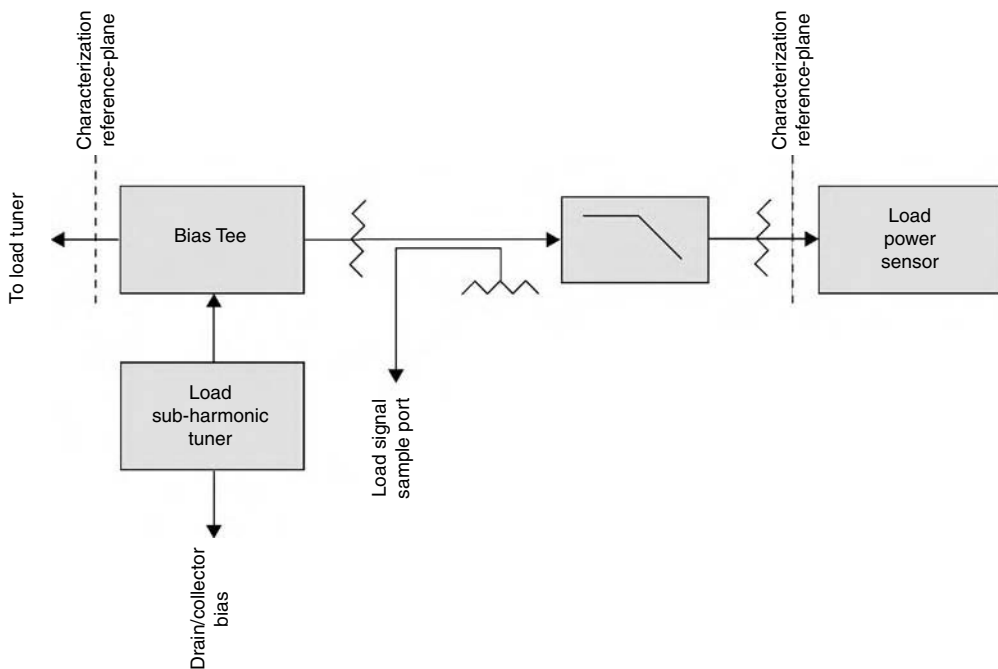 Characterization
reference-plane
Characterization
reference-plane
To load tuner
Bias Tee
Load
power
sensor
Load
sub-harmonic
tuner
Load signal
sample port
Drain/collector
bias